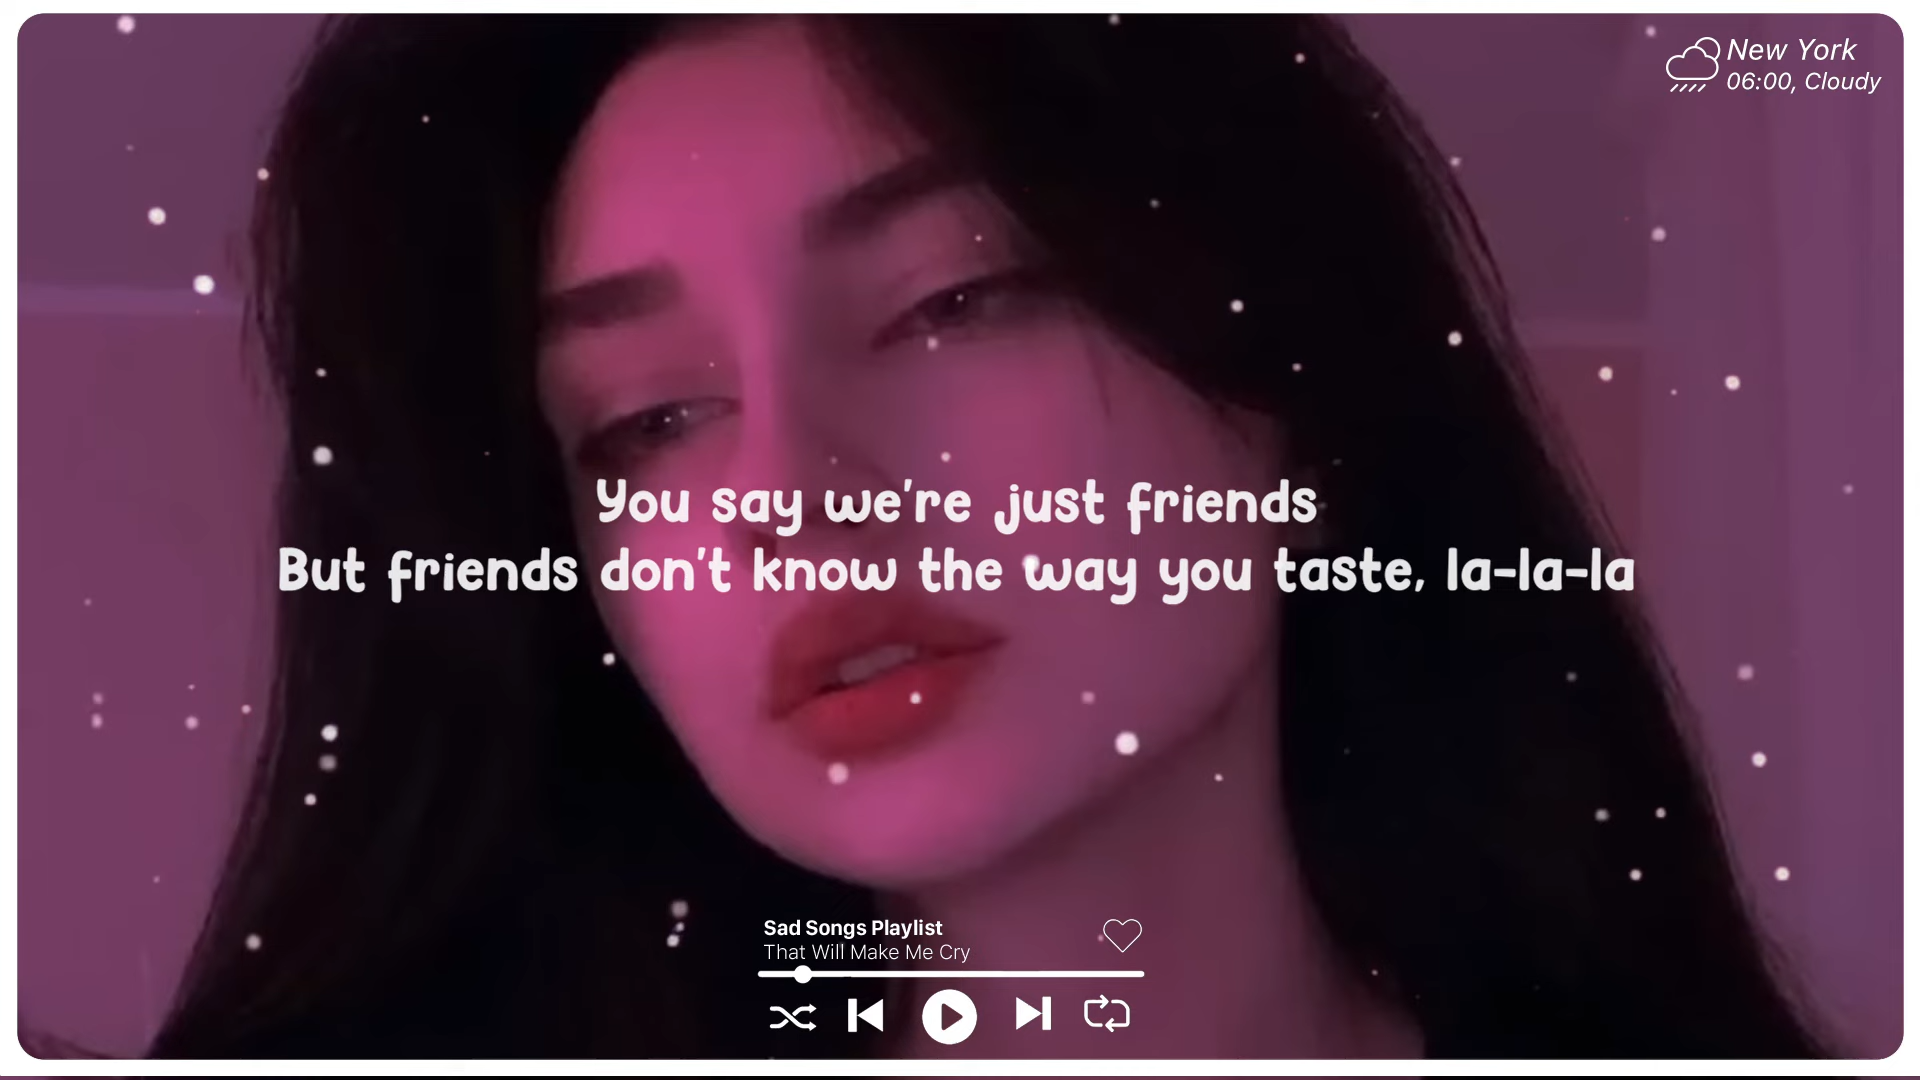 New York
06:00, Cloudy
You say we're just friends
But friends don't know the way you taste, la-la-la
Sad Songs Playlist
That Will Make Me Cry